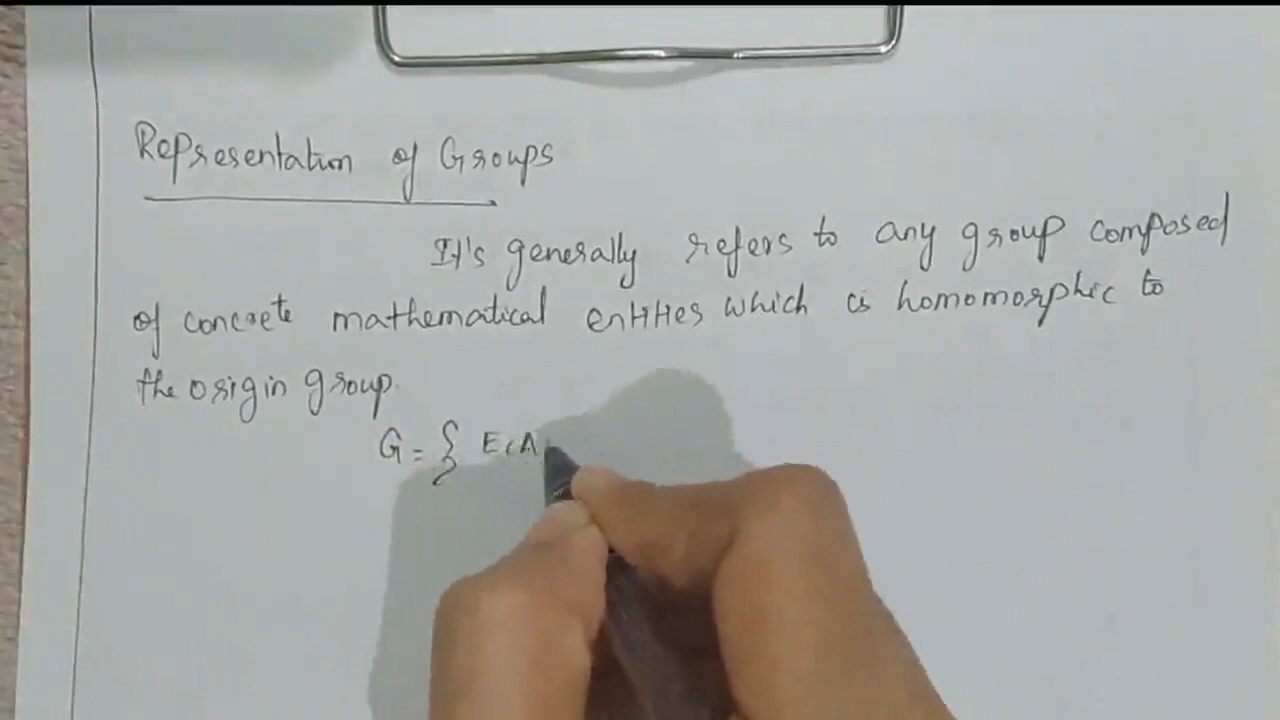 Representation of Groups
It's generally refers to any group composed
of concrete mathematical entities which is homomorphic to
the origin group.
G = { E, A